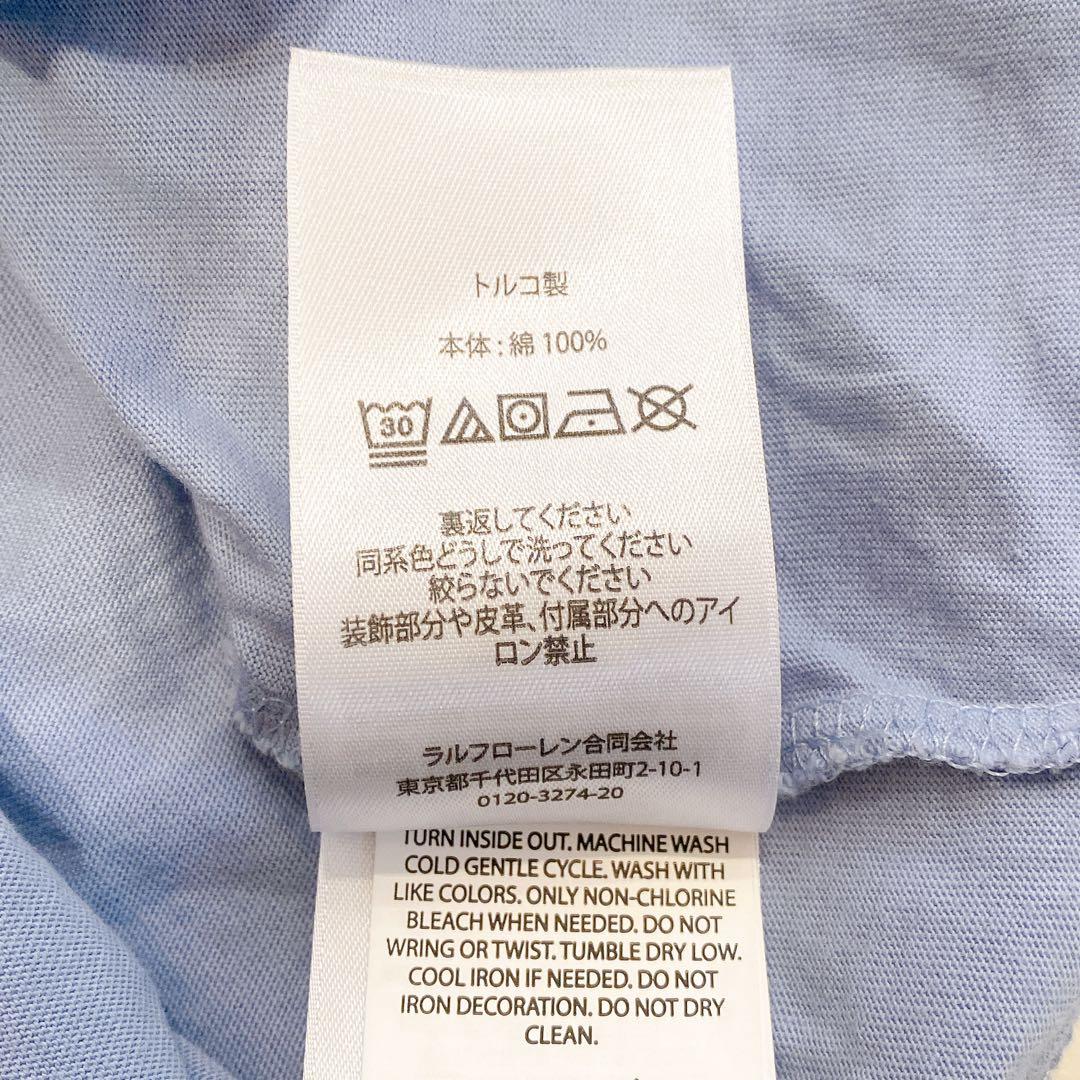 トルコ製
本体:綿100%
30
裏返してください
同系色どうしで洗ってください
絞らないでください
装飾部分や皮革、付属部分へのアイ
ロン禁止
ラルフローレン合同会社
東京都千代田区永田町2-10-1
0120-3274-20
TURN INSIDE OUT. MACHINE WASH
COLD GENTLE CYCLE. WASH WITH
LIKE COLORS. ONLY NON-CHLORINE
BLEACH WHEN NEEDED. DO NOT
WRING OR TWIST. TUMBLE DRY LOW.
COOL IRON IF NEEDED. DO NOT
IRON DECORATION. DO NOT DRY
CLEAN.